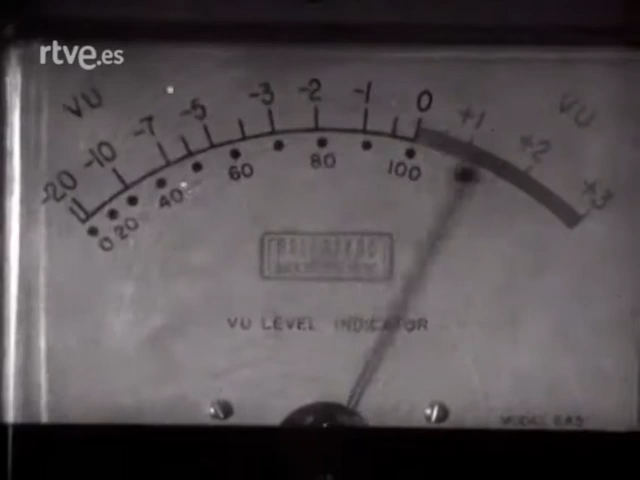 rtve.es
VU VU
-20 -10 -7 -5 -3 -2 -1 0 +1 +2 +3
0 20 40 60 80 100
VU LEVEL INDICATOR